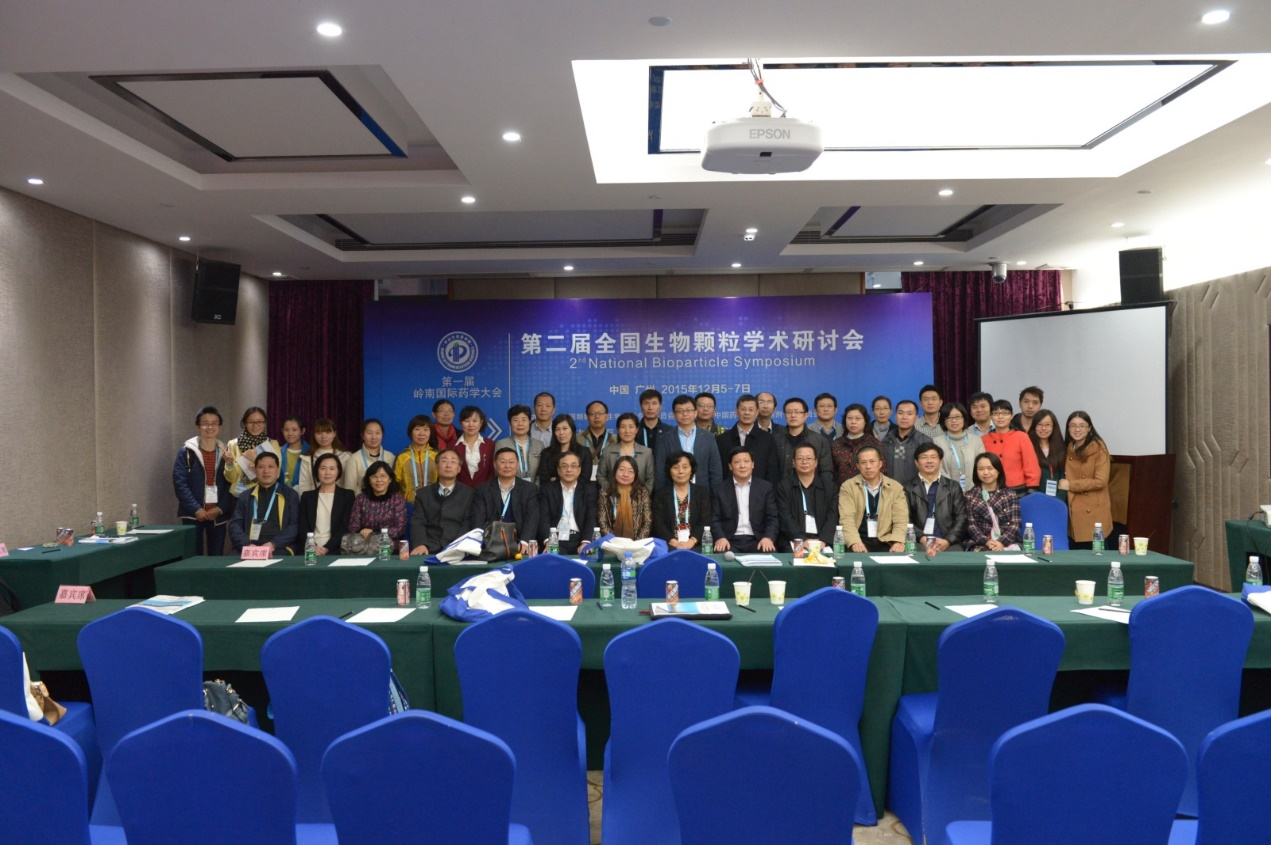 EPSON
第二届全国生物颗粒学术研讨会
2nd National Bioparticle Symposium
第一届
岭南国际药学大会
中国 广州 2015年12月5-7日
嘉宾席
嘉宾席